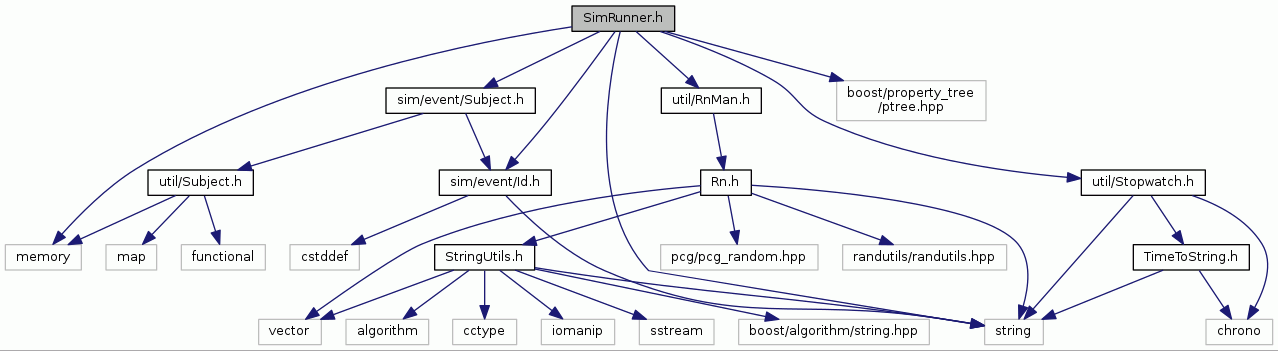 SimRunner.h
sim/event/Subject.h
util/RnMan.h
boost/property_tree
/ptree.hpp
util/Subject.h
sim/event/Id.h
Rn.h
util/Stopwatch.h
memory
map
functional
cstddef
StringUtils.h
pcg/pcg_random.hpp
randutils/randutils.hpp
TimeToString.h
vector
algorithm
cctype
iomanip
sstream
boost/algorithm/string.hpp
string
chrono